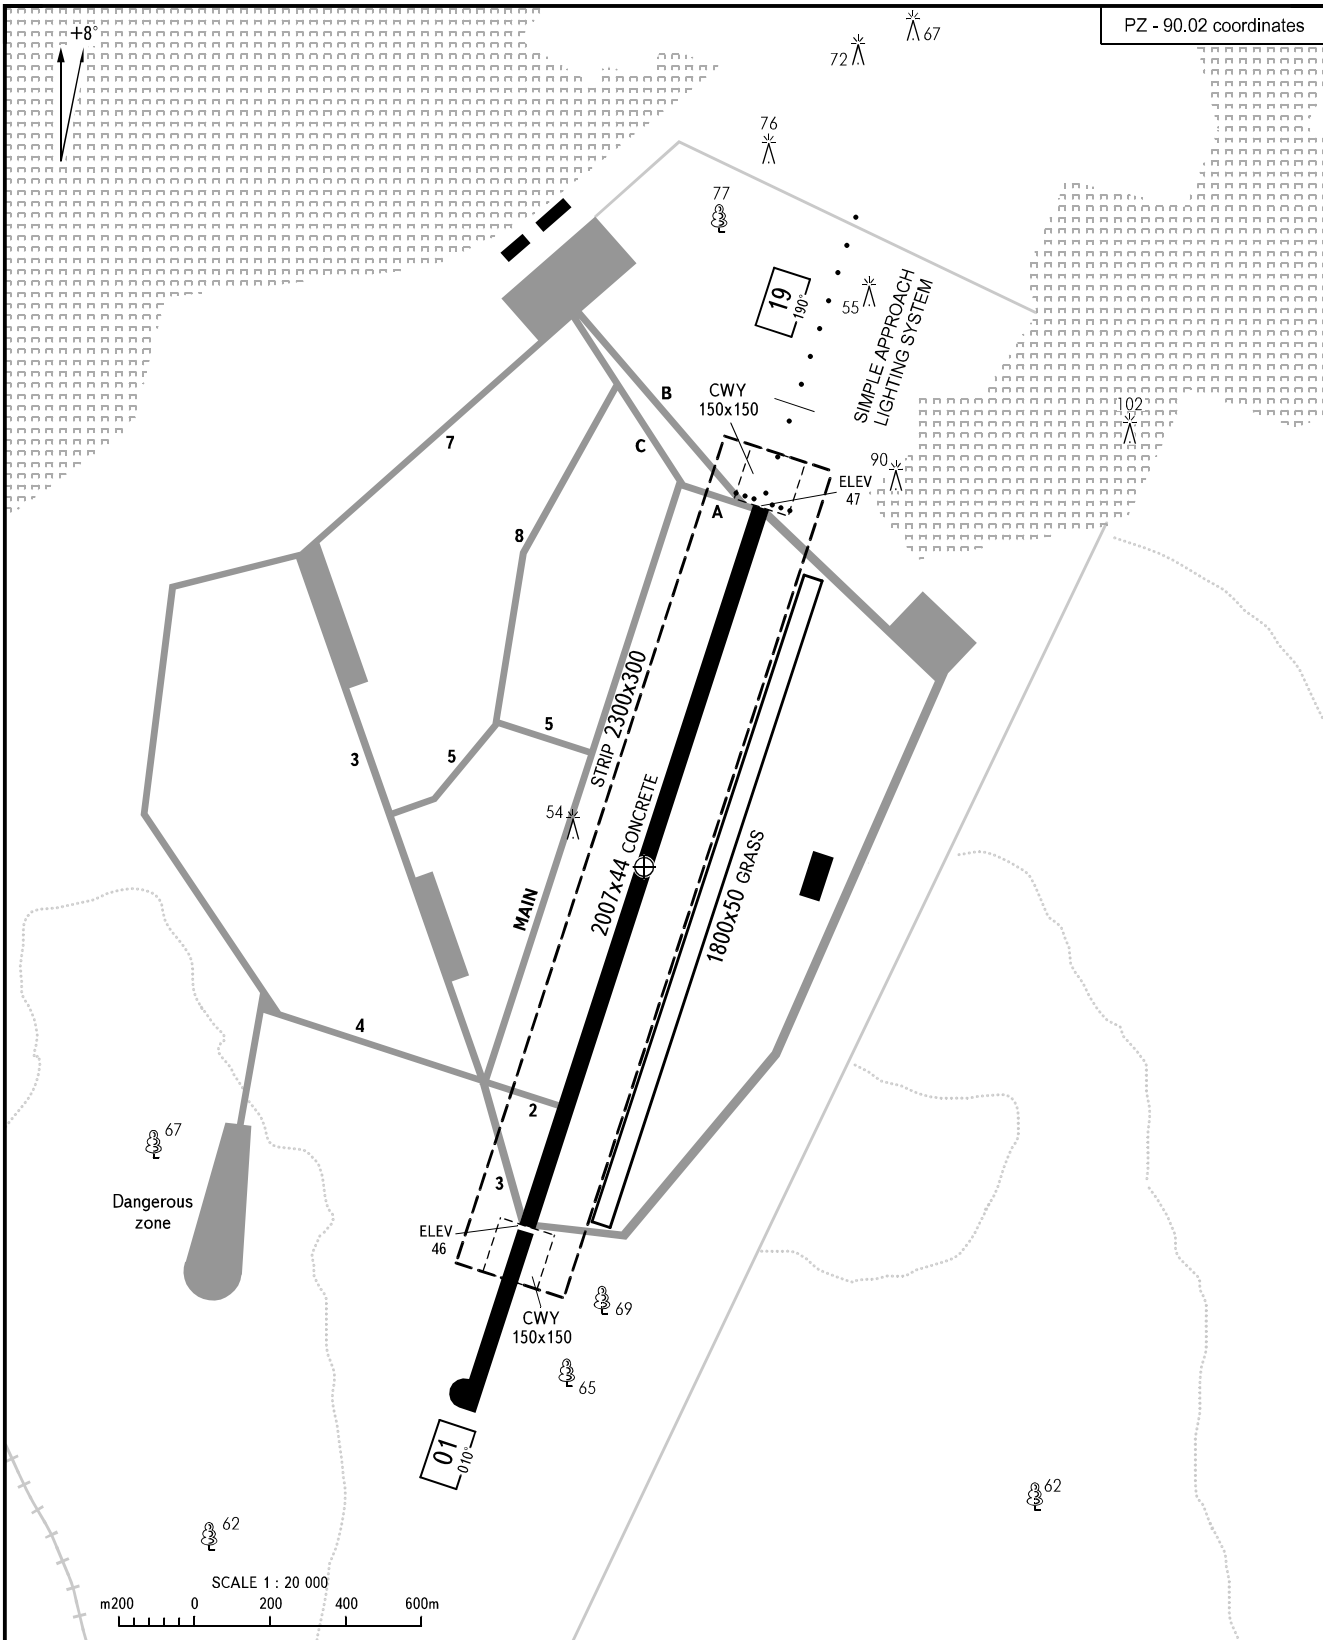 PZ - 90.02 coordinates
+8°
67
72
76
77
19
190°
55
SIMPLE APPROACH
LIGHTING SYSTEM
B
CWY
150x150
102
C
7
90
ELEV
47
A
8
STRIP 2300x300
5
5
3
54
2007x44 CONCRETE
1800x50 GRASS
MAIN
4
2
67
3
Dangerous
zone
ELEV
46
69
CWY
150x150
65
01
010°
62
62
SCALE 1 : 20 000
m200 0 200 400 600m